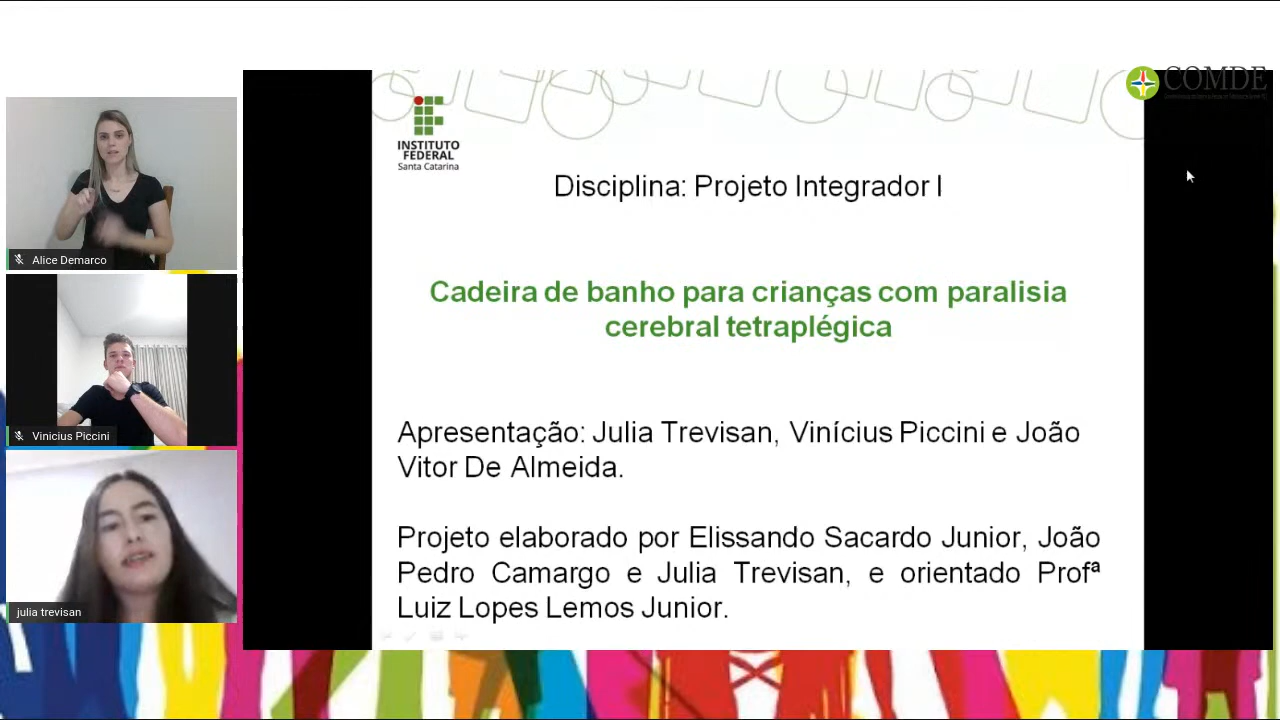 COMDE
INSTITUTO
FEDERAL
Santa Catarina
Disciplina: Projeto Integrador I
Cadeira de banho para crianças com paralisia
cerebral tetraplégica
Apresentação: Julia Trevisan, Vinícius Piccini e João
Vitor De Almeida.
Projeto elaborado por Elissando Sacardo Junior, João
Pedro Camargo e Julia Trevisan, e orientado Profª
Luiz Lopes Lemos Junior.
Alice Demarco
Vinicius Piccini
julia trevisan